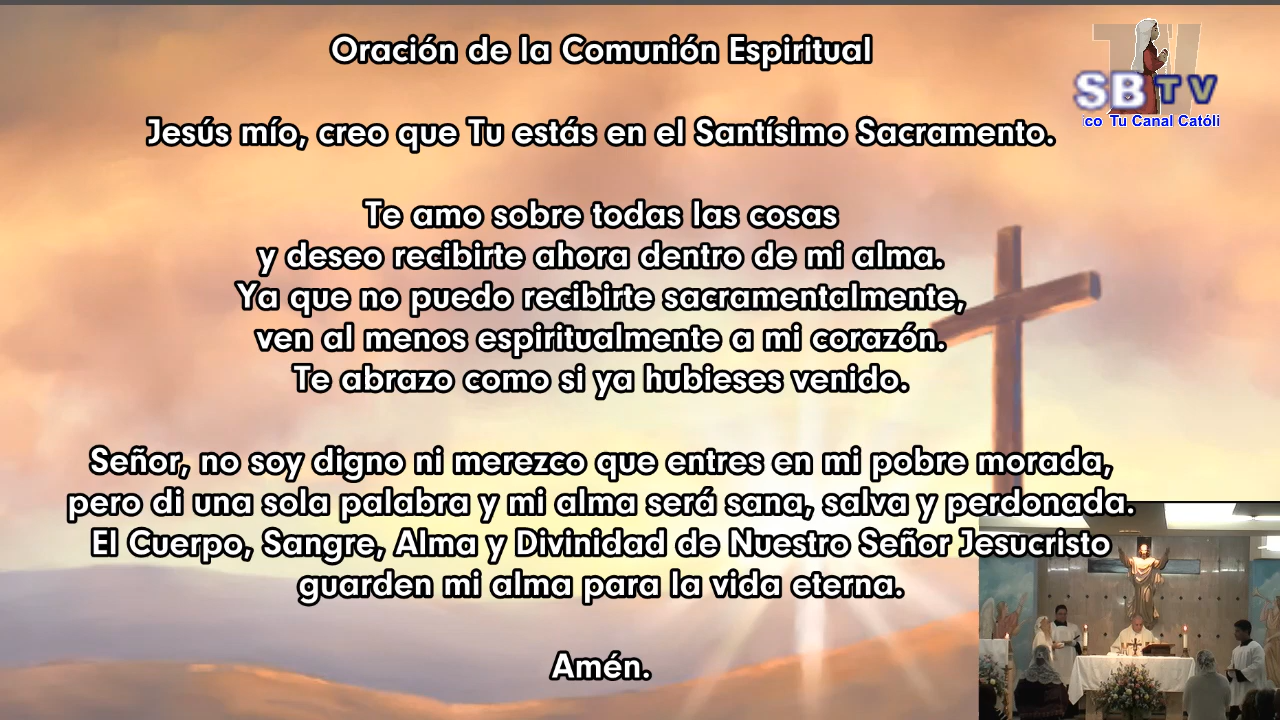 Oración de la Comunión Espiritual
Jesús mío, creo que Tu estás en el Santísimo Sacramento.
Te amo sobre todas las cosas
y deseo recibirte ahora dentro de mi alma.
Ya que no puedo recibirte sacramentalmente,
ven al menos espiritualmente a mi corazón.
Te abrazo como si ya hubieses venido.
Señor, no soy digno ni merezco que entres en mi pobre morada,
pero di una sola palabra y mi alma será sana, salva y perdonada.
El Cuerpo, Sangre, Alma y Divinidad de Nuestro Señor Jesucristo
guarden mi alma para la vida eterna.
Amén.
SBTV
ico Tu Canal Católi